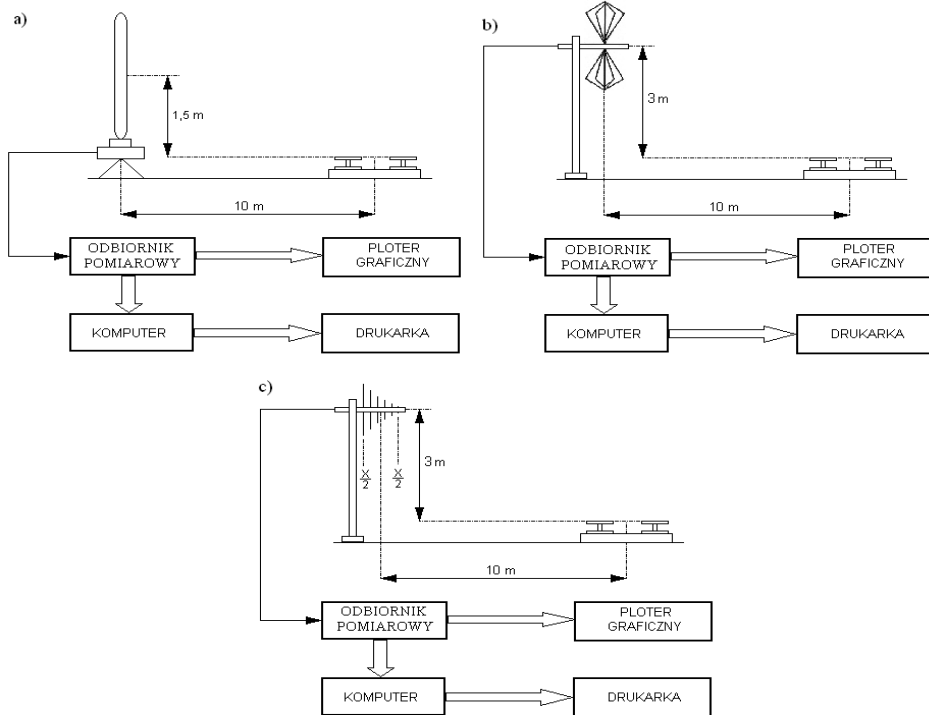 a)
1,5 m
10 m
ODBIORNIK
POMIAROWY
PLOTER
GRAFICZNY
KOMPUTER
DRUKARKA
b)
3 m
10 m
ODBIORNIK
POMIAROWY
PLOTER
GRAFICZNY
KOMPUTER
DRUKARKA
c)
3 m
X
2
X
2
10 m
ODBIORNIK
POMIAROWY
PLOTER
GRAFICZNY
KOMPUTER
DRUKARKA